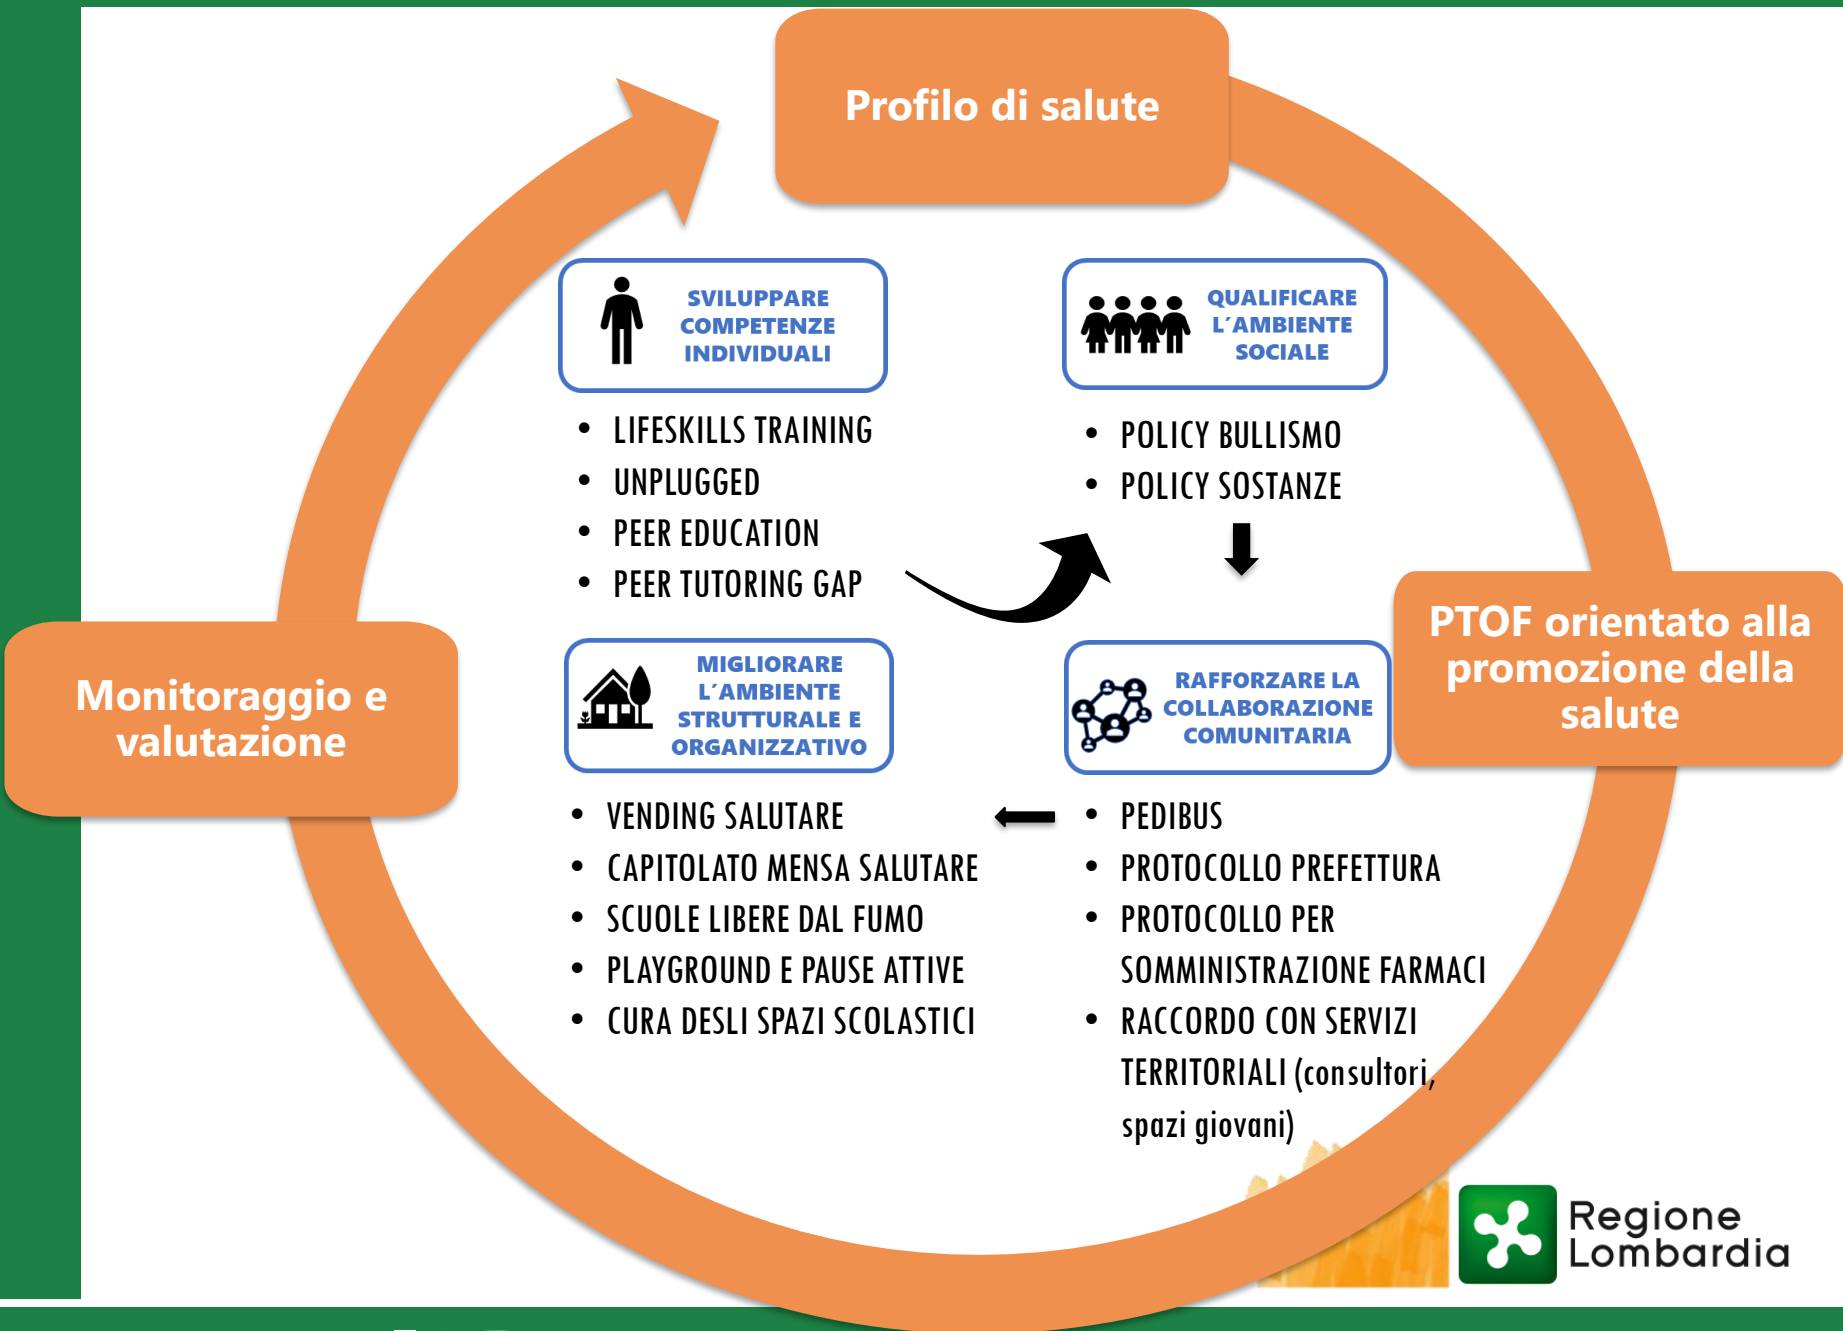 Profilo di salute
SVILUPPARE
COMPETENZE
INDIVIDUALI
• LIFESKILLS TRAINING
• UNPLUGGED
• PEER EDUCATION
• PEER TUTORING GAP
QUALIFICARE
L´AMBIENTE
SOCIALE
• POLICY BULLISMO
• POLICY SOSTANZE
PTOF orientato alla
promozione della
salute
Monitoraggio e
valutazione
MIGLIORARE
L´AMBIENTE
STRUTTURALE E
ORGANIZZATIVO
• VENDING SALUTARE
• CAPITOLATO MENSA SALUTARE
• SCUOLE LIBERE DAL FUMO
• PLAYGROUND E PAUSE ATTIVE
• CURA DESLI SPAZI SCOLASTICI
RAFFORZARE LA
COLLABORAZIONE
COMUNITARIA
• PEDIBUS
• PROTOCOLLO PREFETTURA
• PROTOCOLLO PER
SOMMINISTRAZIONE FARMACI
• RACCORDO CON SERVIZI
TERRITORIALI (consultori,
spazi giovani)
Regione
Lombardia